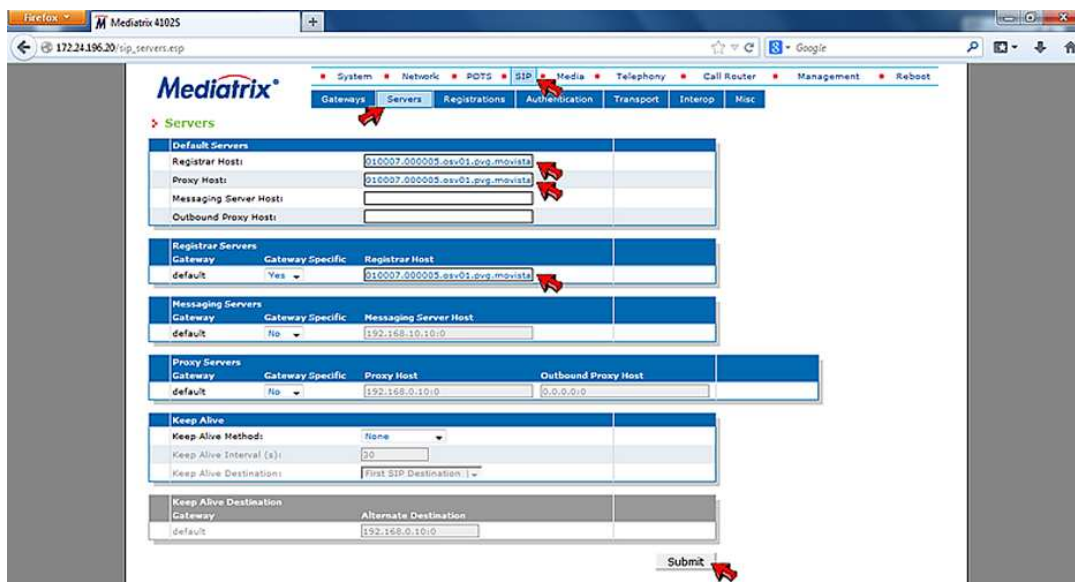 Firefox
Mediatrix 4102S
172.24.196.20/sip_servers.esp
Google
Mediatrix
System Network POTS SIP Media Telephony Call Router Management Reboot
Gateways Servers Registrations Authentication Transport Interop Misc
Servers
Default Servers
Registrar Host: 010007.000005.osv01.pvg.movista
Proxy Host: 010007.000005.osv01.pvg.movista
Messaging Server Host:
Outbound Proxy Host:
Registrar Servers
Gateway Gateway Specific Registrar Host
default Yes 010007.000005.osv01.pvg.movista
Messaging Servers
Gateway Gateway Specific Messaging Server Host
default No 192.168.10.10:0
Proxy Servers
Gateway Gateway Specific Proxy Host Outbound Proxy Host
default No 192.168.0.10:0 0.0.0.0:0
Keep Alive
Keep Alive Method: None
Keep Alive Interval (s): 30
Keep Alive Destination: First SIP Destination
Keep Alive Destination
Gateway Alternate Destination
default 192.168.0.10:0
Submit